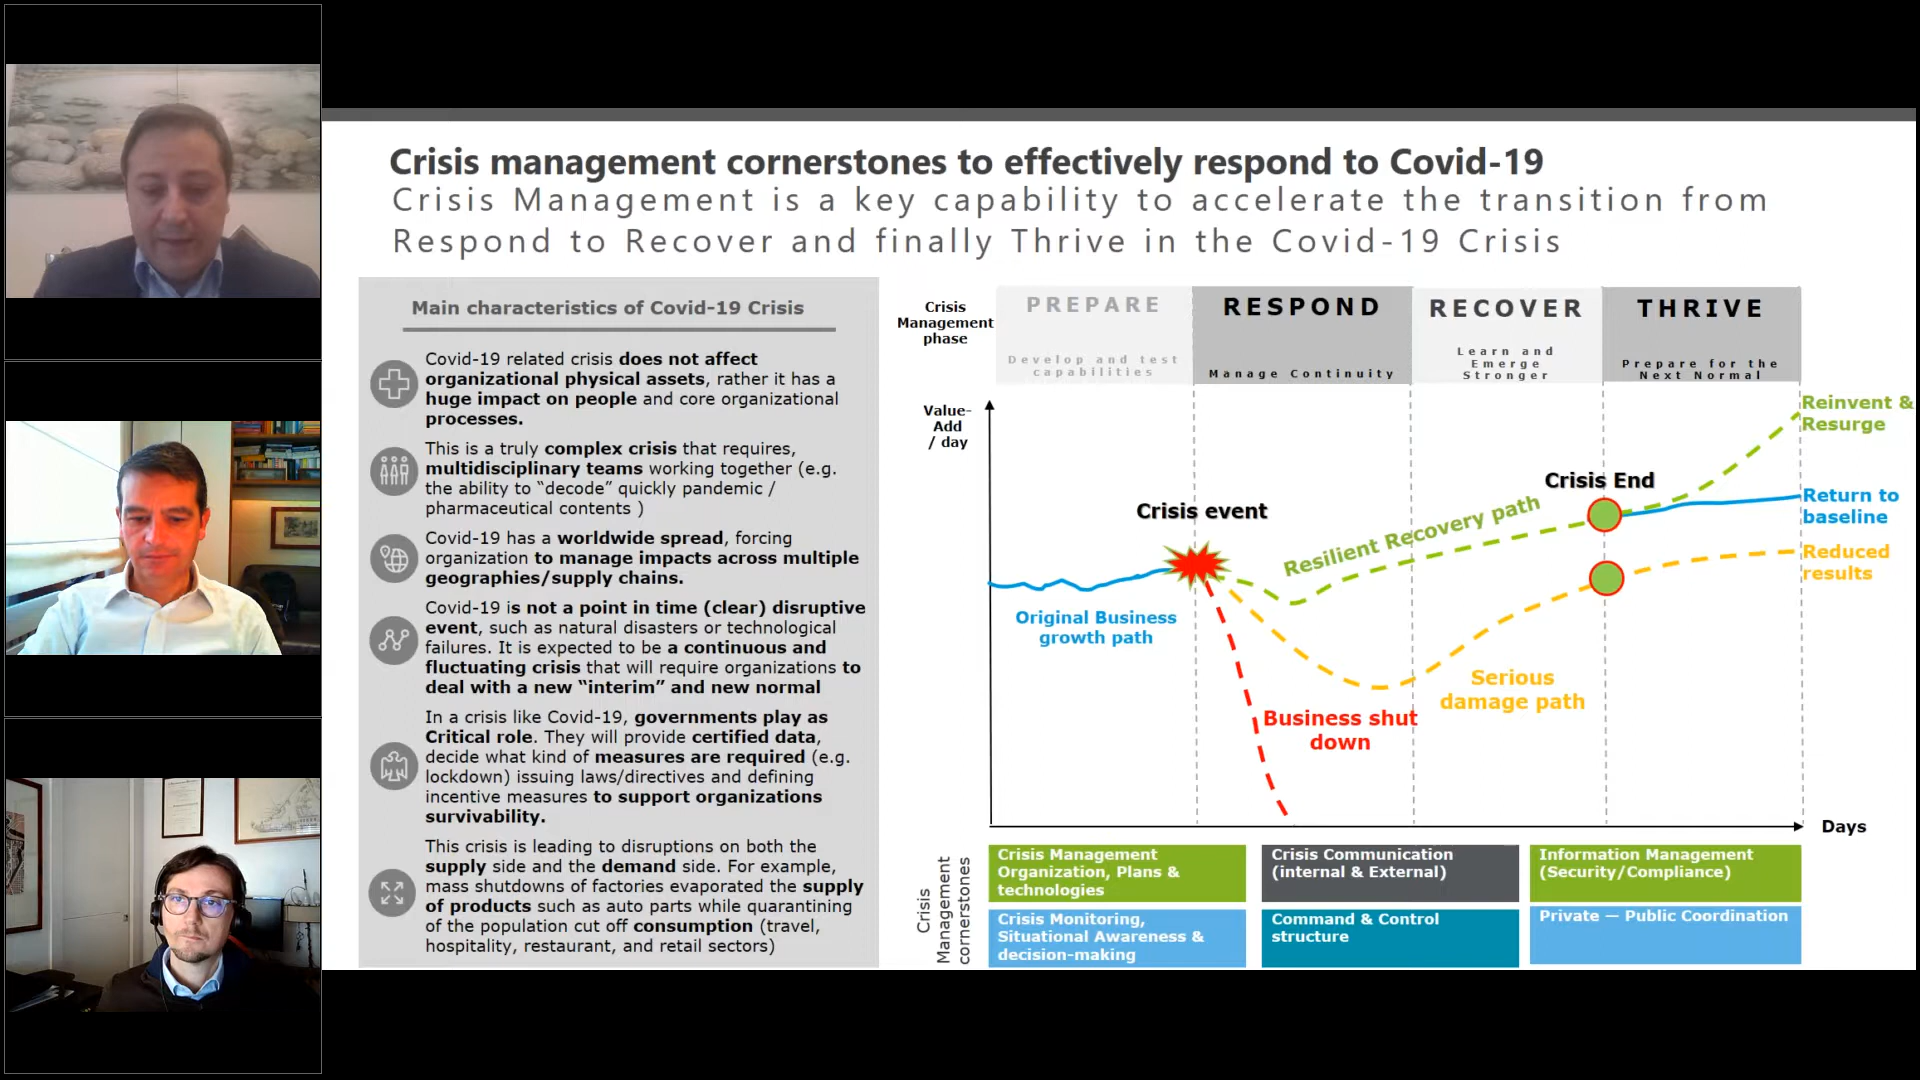 Crisis management cornerstones to effectively respond to Covid-19
Crisis Management is a key capability to accelerate the transition from
Respond to Recover and finally Thrive in the Covid-19 Crisis
Main characteristics of Covid-19 Crisis
Covid-19 related crisis does not affect
organizational physical assets, rather it has a
huge impact on people and core organizational
processes.
This is a truly complex crisis that requires,
multidisciplinary teams working together (e.g.
the ability to “decode” quickly pandemic /
pharmaceutical contents )
Covid-19 has a worldwide spread, forcing
organization to manage impacts across multiple
geographies/supply chains.
Covid-19 is not a point in time (clear) disruptive
event, such as natural disasters or technological
failures. It is expected to be a continuous and
fluctuating crisis that will require organizations to
deal with a new “interim” and new normal
In a crisis like Covid-19, governments play as
Critical role. They will provide certified data,
decide what kind of measures are required (e.g.
lockdown) issuing laws/directives and defining
incentive measures to support organizations
survivability.
This crisis is leading to disruptions on both the
supply side and the demand side. For example,
mass shutdowns of factories evaporated the supply
of products such as auto parts while quarantining
of the population cut off consumption (travel,
hospitality, restaurant, and retail sectors)
Crisis
Management
phase
PREPARE
Develop and test
capabilities
RESPOND
Manage Continuity
RECOVER
Learn and
Emerge
Stronger
THRIVE
Prepare for the
Next Normal
Value-
Add
/ day
Reinvent &
Resurge
Crisis End
Return to
baseline
Crisis event
Resilient Recovery path
Reduced
results
Original Business
growth path
Serious
damage path
Business shut
down
Days
Crisis
Management
cornerstones
Crisis Management
Organization, Plans &
technologies
Crisis Communication
(internal & External)
Information Management
(Security/Compliance)
Crisis Monitoring,
Situational Awareness &
decision-making
Command & Control
structure
Private — Public Coordination